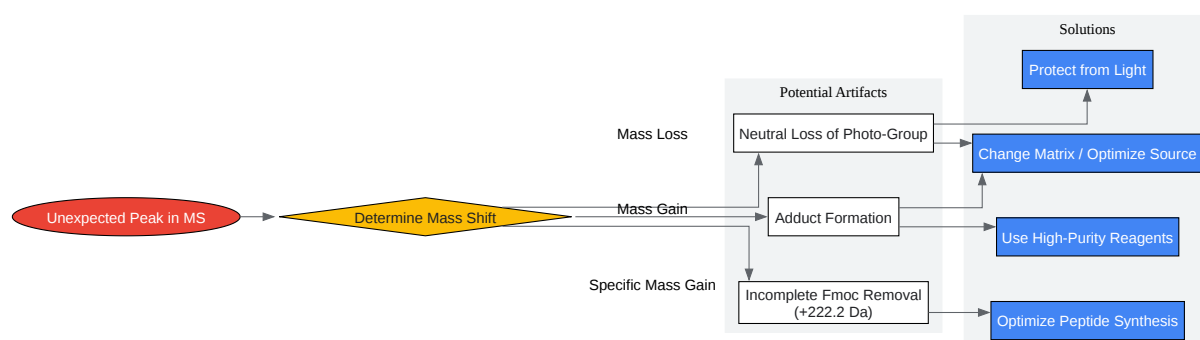 Unexpected Peak in MS
Determine Mass Shift
Mass Loss
Mass Gain
Specific Mass Gain
Potential Artifacts
Neutral Loss of Photo-Group
Adduct Formation
Incomplete Fmoc Removal
(+222.2 Da)
Solutions
Protect from Light
Change Matrix / Optimize Source
Use High-Purity Reagents
Optimize Peptide Synthesis